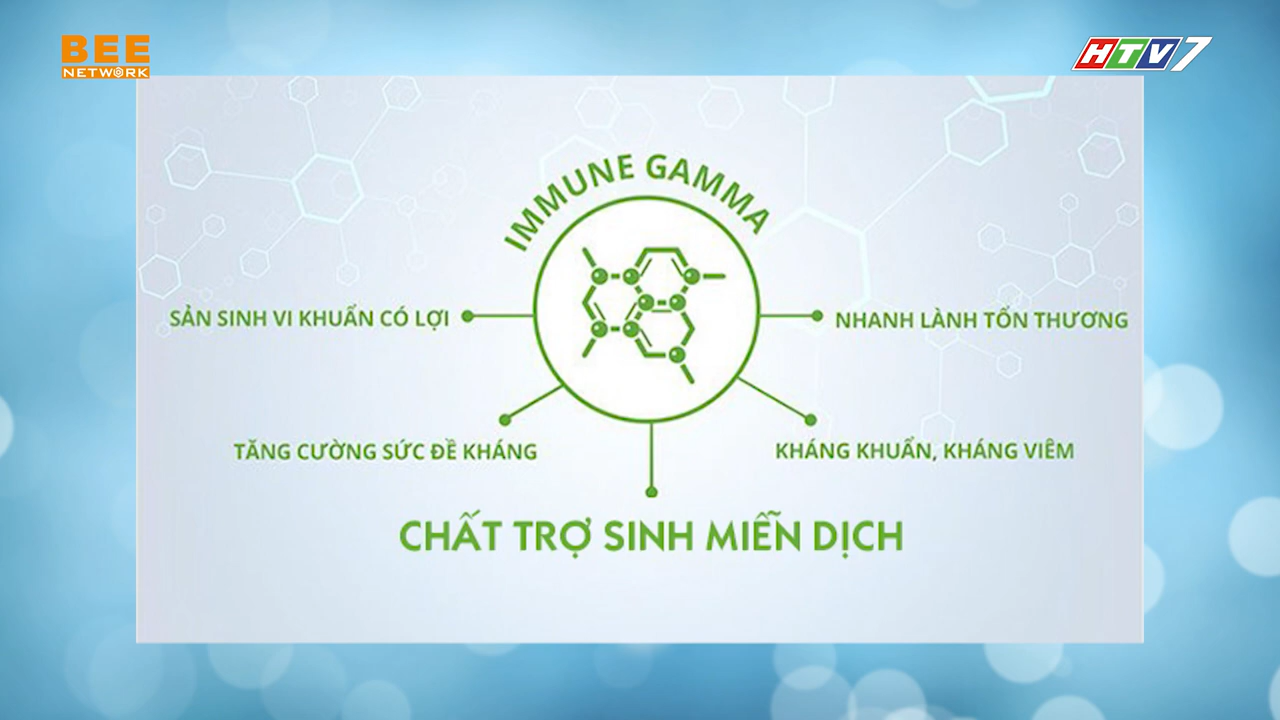 BEE
NETWORK
HTV7
IMMUNE GAMMA
SẢN SINH VI KHUẨN CÓ LỢI
NHANH LÀNH TỔN THƯƠNG
TĂNG CƯỜNG SỨC ĐỀ KHÁNG
KHÁNG KHUẨN, KHÁNG VIÊM
CHẤT TRỢ SINH MIỄN DỊCH